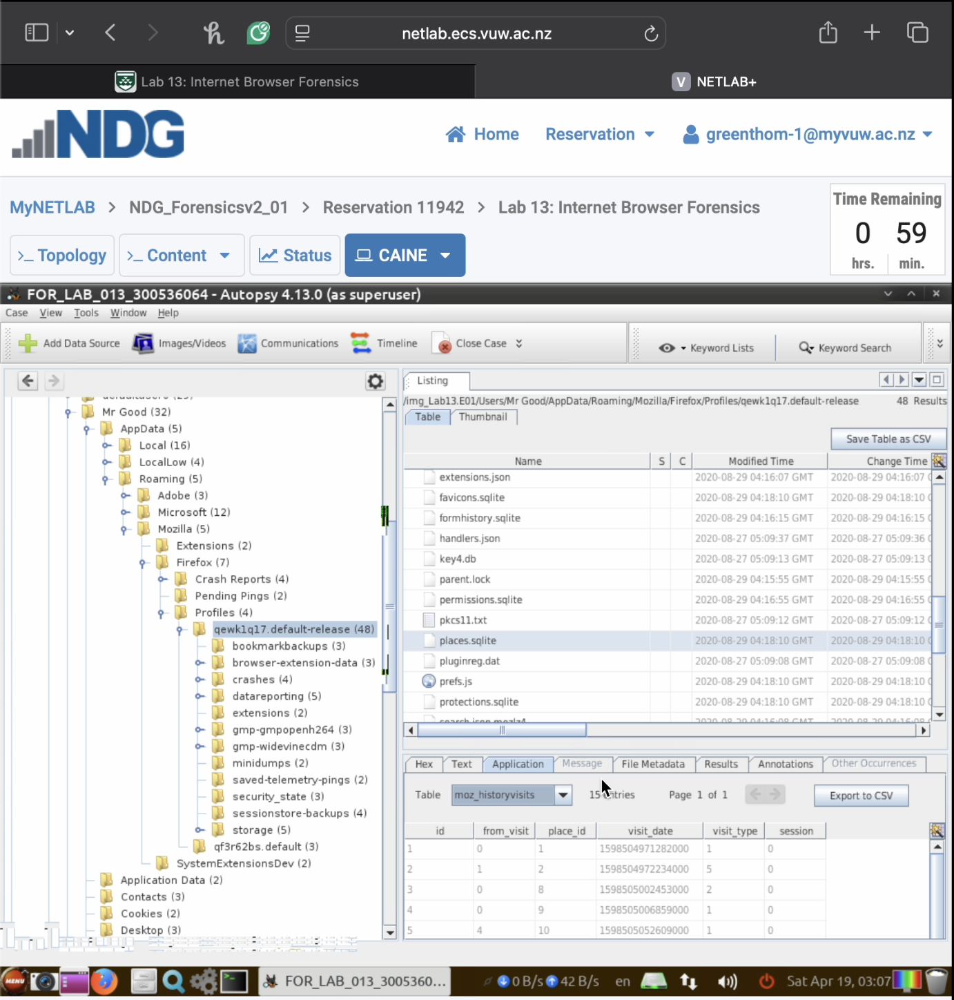 netlab.ecs.vuw.ac.nz
Lab 13: Internet Browser Forensics
V NETLAB+
NDG
Home
Reservation
greenthom-1@myvuw.ac.nz
MyNETLAB > NDG_Forensicsv2_01 > Reservation 11942 > Lab 13: Internet Browser Forensics
Time Remaining
0 59
hrs. min.
>_ Topology
>_ Content
Status
CAINE
FOR_LAB_013_300536064 - Autopsy 4.13.0 (as superuser)
Case View Tools Window Help
Add Data Source Images/Videos Communications Timeline Close Case
Keyword Lists Keyword Search
Mr Good (32)
AppData (5)
Local (16)
LocalLow (4)
Roaming (5)
Adobe (3)
Microsoft (12)
Mozilla (5)
Extensions (2)
Firefox (7)
Crash Reports (4)
Pending Pings (2)
Profiles (4)
qewk1q17.default-release (48)
bookmarkbackups (3)
browser-extension-data (3)
crashes (4)
datareporting (5)
extensions (2)
gmp-gmpopenh264 (3)
gmp-widevinecdm (3)
minidumps (2)
saved-telemetry-pings (2)
security_state (3)
sessionstore-backups (4)
storage (5)
qf3r62bs.default (3)
SystemExtensionsDev (2)
Application Data (2)
Contacts (3)
Cookies (2)
Desktop (3)
Listing
/img_Lab13.E01/Users/Mr Good/AppData/Roaming/Mozilla/Firefox/Profiles/qewk1q17.default-release 48 Results
Table Thumbnail
Save Table as CSV
Name S C Modified Time Change Time
extensions.json 2020-08-29 04:16:07 GMT 2020-08-29 04:16:07
favicons.sqlite 2020-08-29 04:18:10 GMT 2020-08-29 04:18:10
formhistory.sqlite 2020-08-29 04:16:15 GMT 2020-08-29 04:16:15
handlers.json 2020-08-27 05:09:37 GMT 2020-08-27 05:09:36
key4.db 2020-08-27 05:09:13 GMT 2020-08-27 05:09:13
parent.lock 2020-08-29 04:15:55 GMT 2020-08-29 04:15:55
permissions.sqlite 2020-08-29 04:16:55 GMT 2020-08-29 04:16:55
pkcs11.txt 2020-08-27 05:09:12 GMT 2020-08-27 05:09:12
places.sqlite 2020-08-29 04:18:10 GMT 2020-08-29 04:18:10
pluginreg.dat 2020-08-27 05:09:08 GMT 2020-08-27 05:09:08
prefs.js 2020-08-29 04:18:10 GMT 2020-08-29 04:18:10
protections.sqlite 2020-08-29 04:18:10 GMT 2020-08-29 04:18:10
Hex Text Application Message File Metadata Results Annotations Other Occurrences
Table moz_historyvisits 15 Page 1 of 1 Export to CSV
id from_visit place_id visit_date visit_type session
1 0 1 1598504971282000 1 0
2 1 2 1598504972234000 5 0
3 0 8 1598505002453000 2 0
4 0 9 1598505006859000 1 0
5 4 10 1598505052609000 1 0
MENU
FOR_LAB_013_3005360...
0 B/s 42 B/s en
Sat Apr 19, 03:07